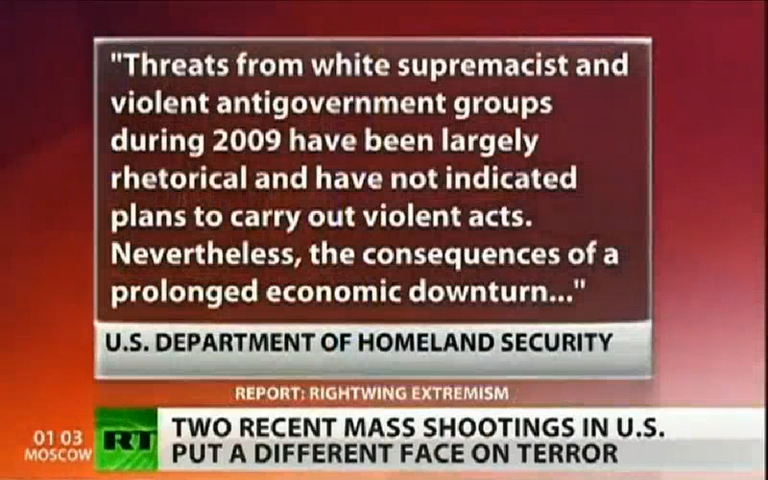 "Threats from white supremacist and
violent antigovernment groups
during 2009 have been largely
rhetorical and have not indicated
plans to carry out violent acts.
Nevertheless, the consequences of a
prolonged economic downturn..."
U.S. DEPARTMENT OF HOMELAND SECURITY
REPORT: RIGHTWING EXTREMISM
01 03
MOSCOW
RT
TWO RECENT MASS SHOOTINGS IN U.S.
PUT A DIFFERENT FACE ON TERROR